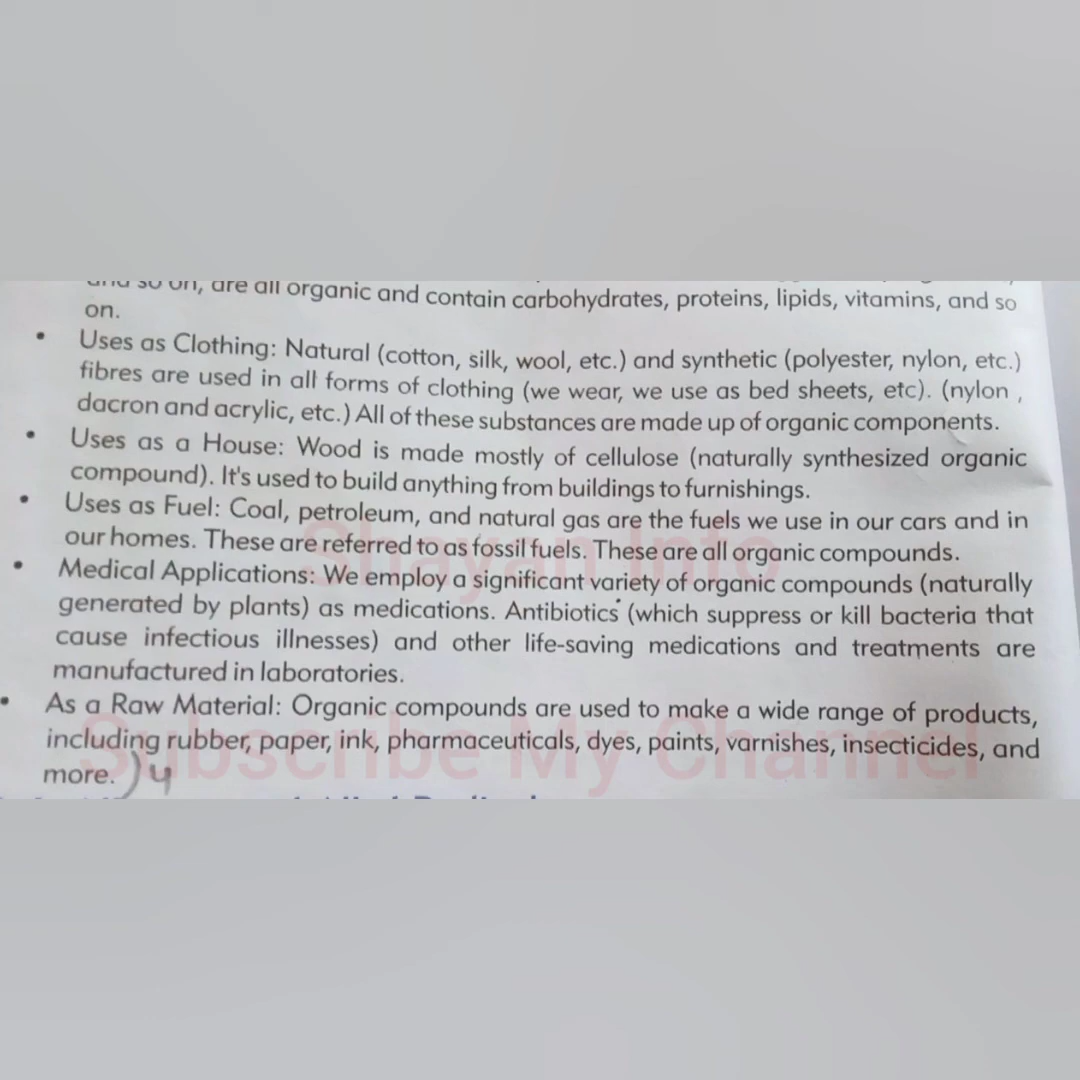 and so on, are all organic and contain carbohydrates, proteins, lipids, vitamins, and so
on.
• Uses as Clothing: Natural (cotton, silk, wool, etc.) and synthetic (polyester, nylon, etc.)
fibres are used in all forms of clothing (we wear, we use as bed sheets, etc). (nylon ,
dacron and acrylic, etc.) All of these substances are made up of organic components.
• Uses as a House: Wood is made mostly of cellulose (naturally synthesized organic
compound). It's used to build anything from buildings to furnishings.
• Uses as Fuel: Coal, petroleum, and natural gas are the fuels we use in our cars and in
our homes. These are referred to as fossil fuels. These are all organic compounds.
Shayan Info
• Medical Applications: We employ a significant variety of organic compounds (naturally
generated by plants) as medications. Antibiotics (which suppress or kill bacteria that
cause infectious illnesses) and other life-saving medications and treatments are
manufactured in laboratories.
• As a Raw Material: Organic compounds are used to make a wide range of products,
including rubber, paper, ink, pharmaceuticals, dyes, paints, varnishes, insecticides, and
Subscribe My Channel
more. )4